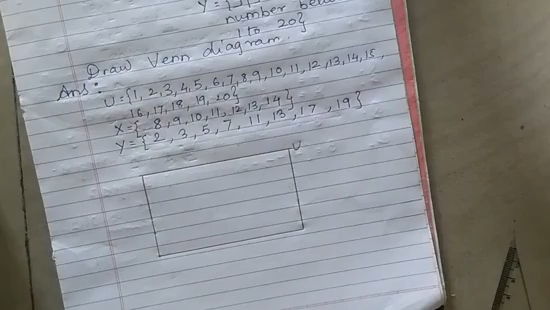 Y = {
number betw
1 to 20}
Draw Venn diagram.
Ans:
U = {1, 2, 3, 4, 5, 6, 7, 8, 9, 10, 11, 12, 13, 14, 15,
16, 17, 18, 19, 20}
X = { 8, 9, 10, 11, 12, 13, 14}
Y = { 2, 3, 5, 7, 11, 13, 17, 19}
U